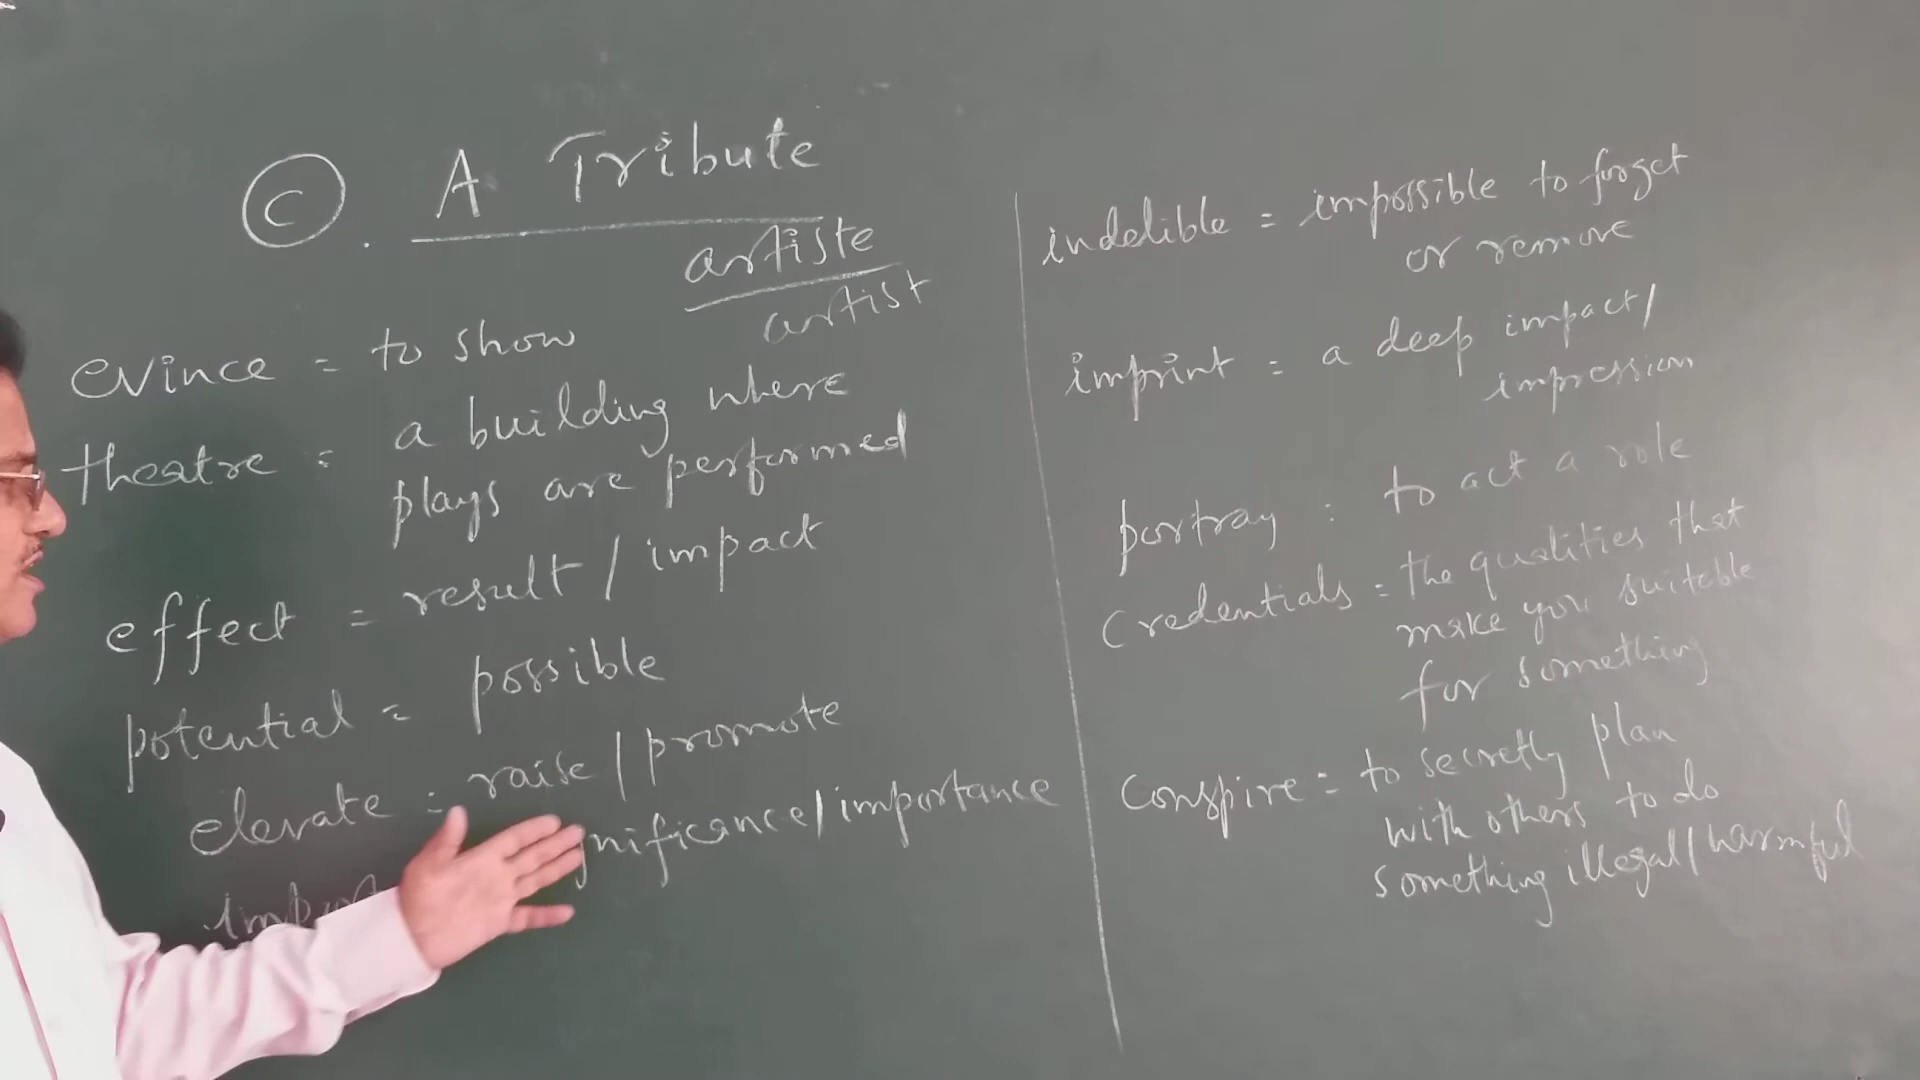 C. A Tribute
artiste
artist
evince = to show
theatre = a building where
plays are performed
effect = result / impact
potential = possible
elevate = raise / promote
/ importance
indelible = impossible to forget
or remove
imprint = a deep impact /
impression
portray : to act a role
Credentials = the qualities that
make you suitable
for something
Conspire = to secretly plan
with others to do
something illegal / harmful